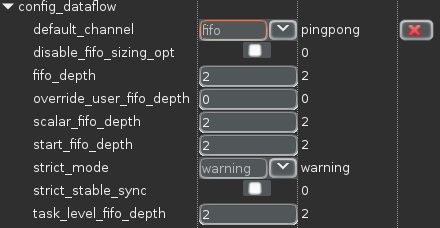 config_dataflow
default_channel fifo pingpong
disable_fifo_sizing_opt 0
fifo_depth 2 2
override_user_fifo_depth 0 0
scalar_fifo_depth 2 2
start_fifo_depth 2 2
strict_mode warning warning
strict_stable_sync 0
task_level_fifo_depth 2 2